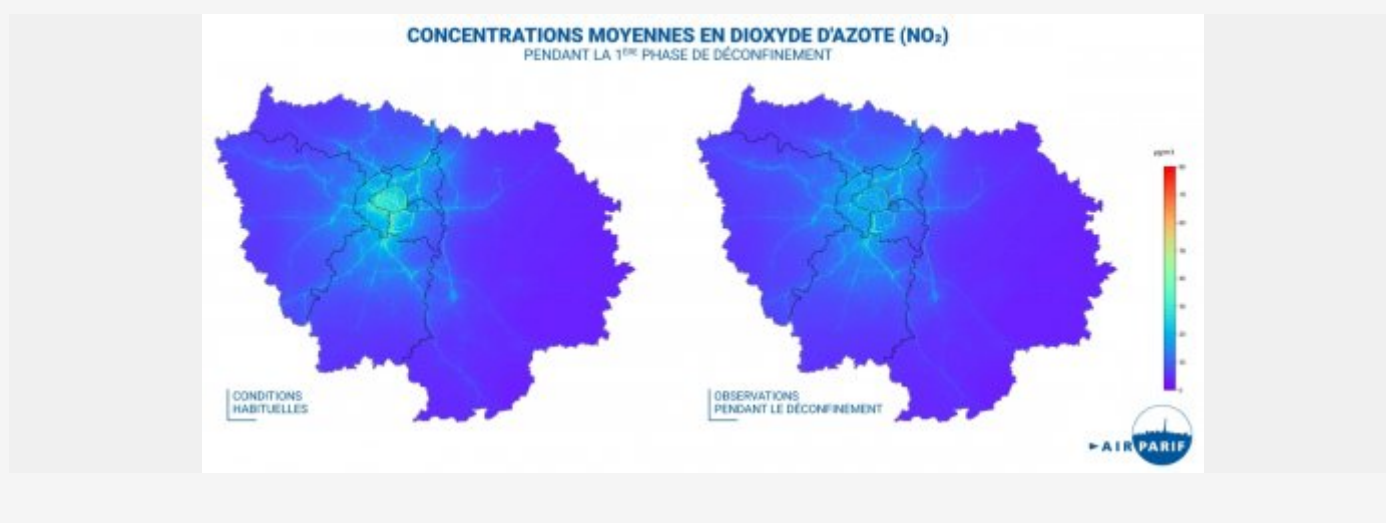 CONCENTRATIONS MOYENNES EN DIOXYDE D'AZOTE (NO₂)
PENDANT LA 1ÈRE PHASE DE DÉCONFINEMENT
CONDITIONS
HABITUELLES
OBSERVATIONS
PENDANT LE DÉCONFINEMENT
AIRPARIF